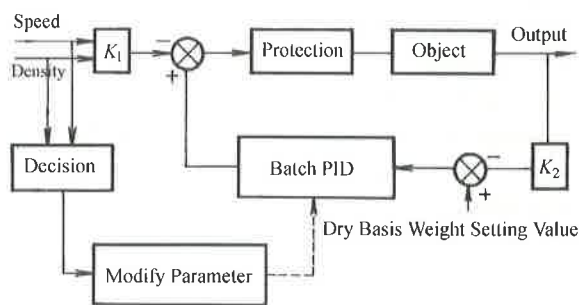 Speed
Density
K₁
−
+
Protection
Object
Output
Decision
Batch PID
−
+
K₂
Dry Basis Weight Setting Value
Modify Parameter